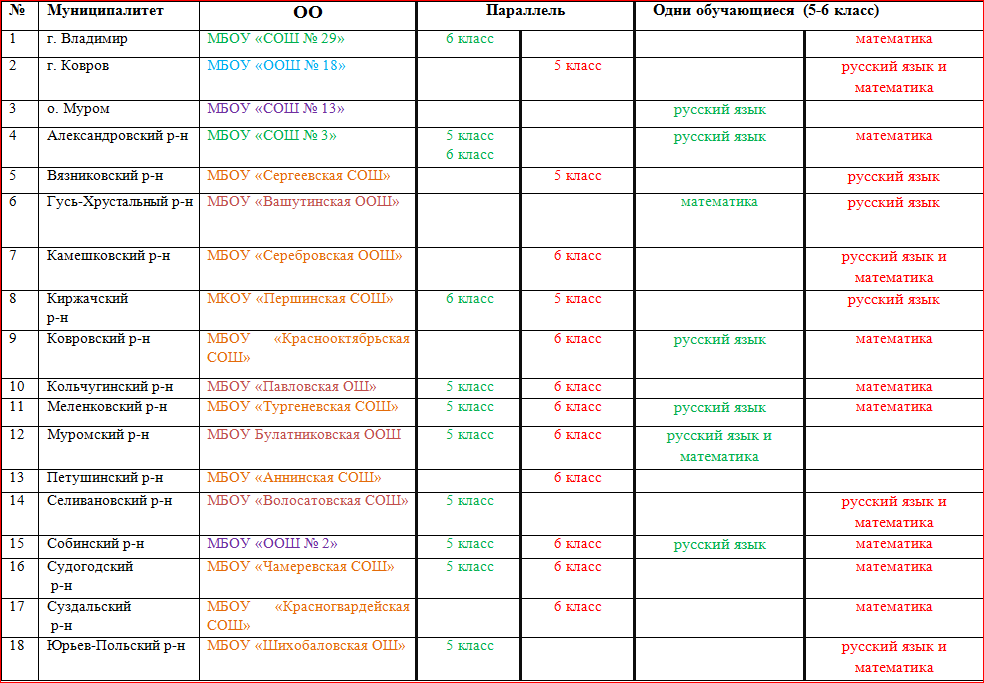 № Муниципалитет ОО Параллель Одни обучающиеся (5-6 класс)
1 г. Владимир МБОУ «СОШ № 29» 6 класс математика
2 г. Ковров МБОУ «ООШ № 18» 5 класс русский язык и
математика
3 о. Муром МБОУ «СОШ № 13» русский язык
4 Александровский р-н МБОУ «СОШ № 3» 5 класс русский язык математика
6 класс
5 Вязниковский р-н МБОУ «Сергеевская СОШ» 5 класс русский язык
6 Гусь-Хрустальный р-н МБОУ «Вашутинская ООШ» математика русский язык
7 Камешковский р-н МБОУ «Серебровская ООШ» 6 класс русский язык и
математика
8 Киржачский МКОУ «Першинская СОШ» 6 класс 5 класс русский язык
р-н
9 Ковровский р-н МБОУ «Краснооктябрьская 6 класс русский язык математика
СОШ»
10 Кольчугинский р-н МБОУ «Павловская ОШ» 5 класс 6 класс математика
11 Меленковский р-н МБОУ «Тургеневская СОШ» 5 класс 6 класс русский язык математика
12 Муромский р-н МБОУ Булатниковская ООШ 5 класс 6 класс русский язык и
математика
13 Петушинский р-н МБОУ «Аннинская СОШ» 6 класс
14 Селивановский р-н МБОУ «Волосатовская СОШ» 5 класс русский язык и
математика
15 Собинский р-н МБОУ «ООШ № 2» 5 класс 6 класс русский язык математика
16 Судогодский МБОУ «Чамеревская СОШ» 5 класс 6 класс математика
р-н
17 Суздальский МБОУ «Красногвардейская 6 класс математика
р-н СОШ»
18 Юрьев-Польский р-н МБОУ «Шихобаловская ОШ» 5 класс русский язык и
математика